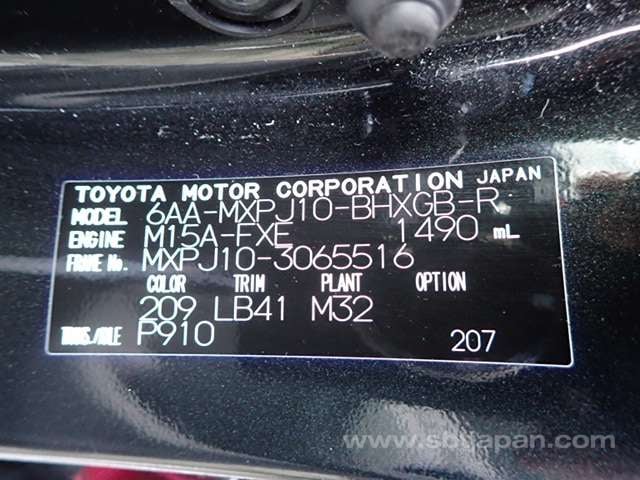 TOYOTA MOTOR CORPORATION JAPAN
MODEL 6AA-MXPJ10-BHXGB-R
ENGINE M15A-FXE 1490 mL
FRAME No. MXPJ10-3065516
COLOR TRIM PLANT OPTION
209 LB41 M32
TRANS./AXLE P910 207
www.sbtjapan.com